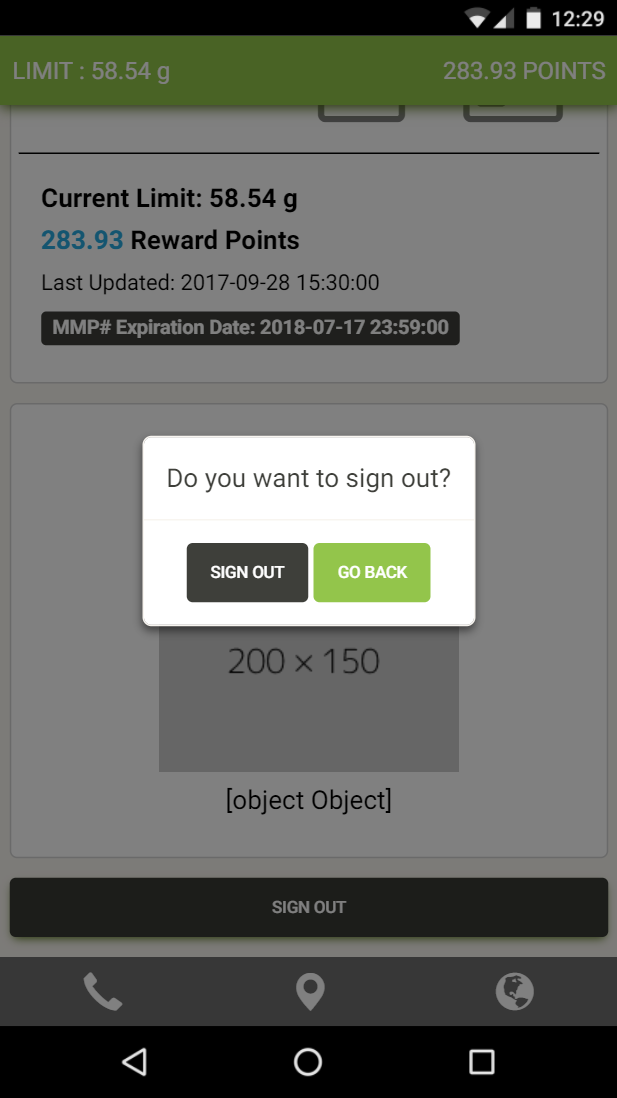 12:29
LIMIT : 58.54 g 283.93 POINTS
Current Limit: 58.54 g
283.93 Reward Points
Last Updated: 2017-09-28 15:30:00
MMP# Expiration Date: 2018-07-17 23:59:00
Do you want to sign out?
SIGN OUT GO BACK
200 × 150
[object Object]
SIGN OUT